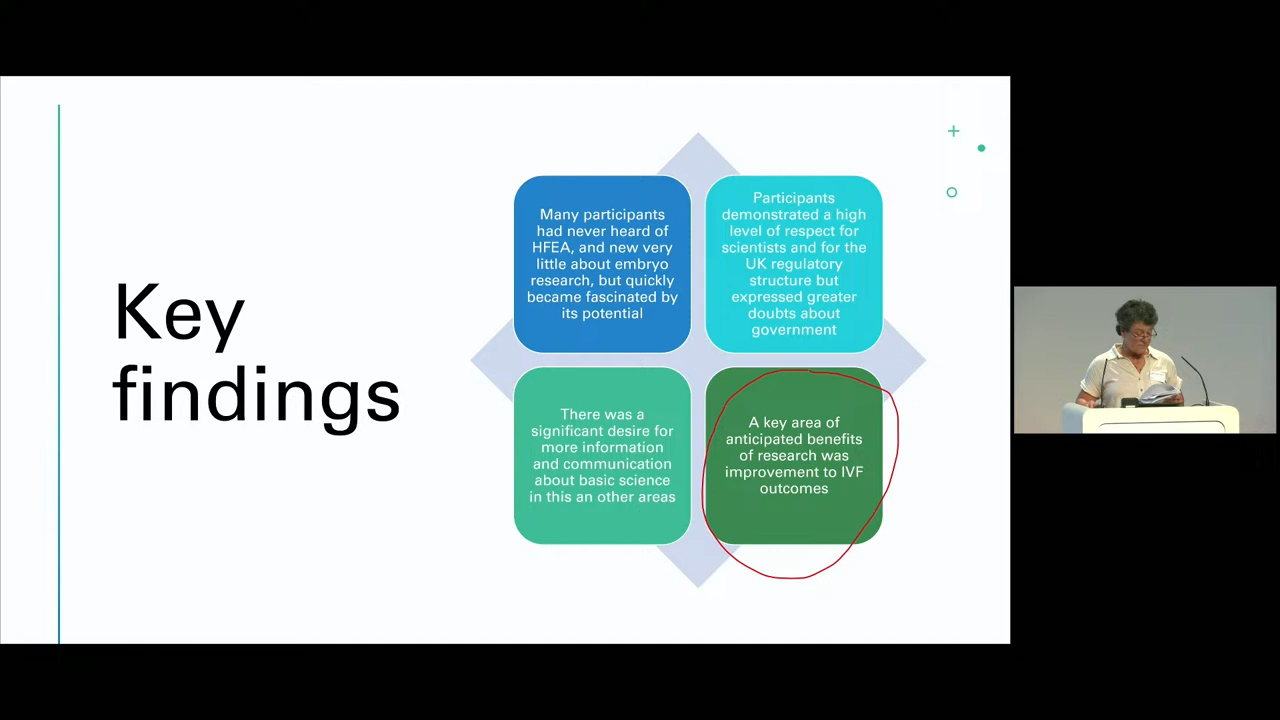 Key
findings
Many participants
had never heard of
HFEA, and new very
little about embryo
research, but quickly
became fascinated by
its potential
Participants
demonstrated a high
level of respect for
scientists and for the
UK regulatory
structure but
expressed greater
doubts about
government
There was a
significant desire for
more information
and communication
about basic science
in this an other areas
A key area of
anticipated benefits
of research was
improvement to IVF
outcomes